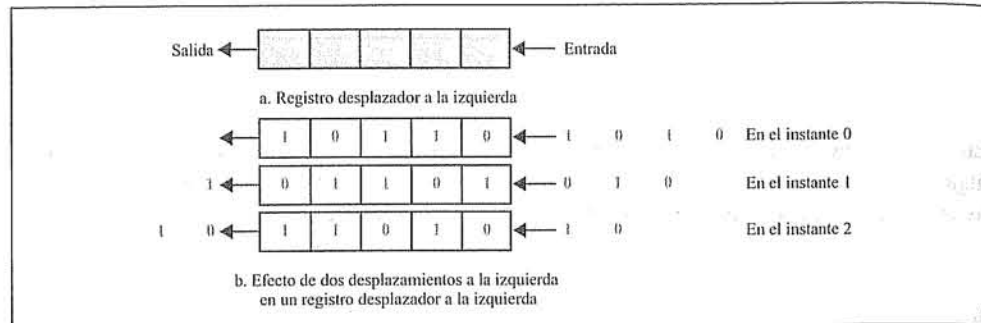 Salida Entrada
a. Registro desplazador a la izquierda
1 0 1 1 0 1 0 1 0 En el instante 0
1 0 1 1 0 1 0 1 0 En el instante 1
1 0 1 1 0 1 0 1 0 En el instante 2
b. Efecto de dos desplazamientos a la izquierda
en un registro desplazador a la izquierda